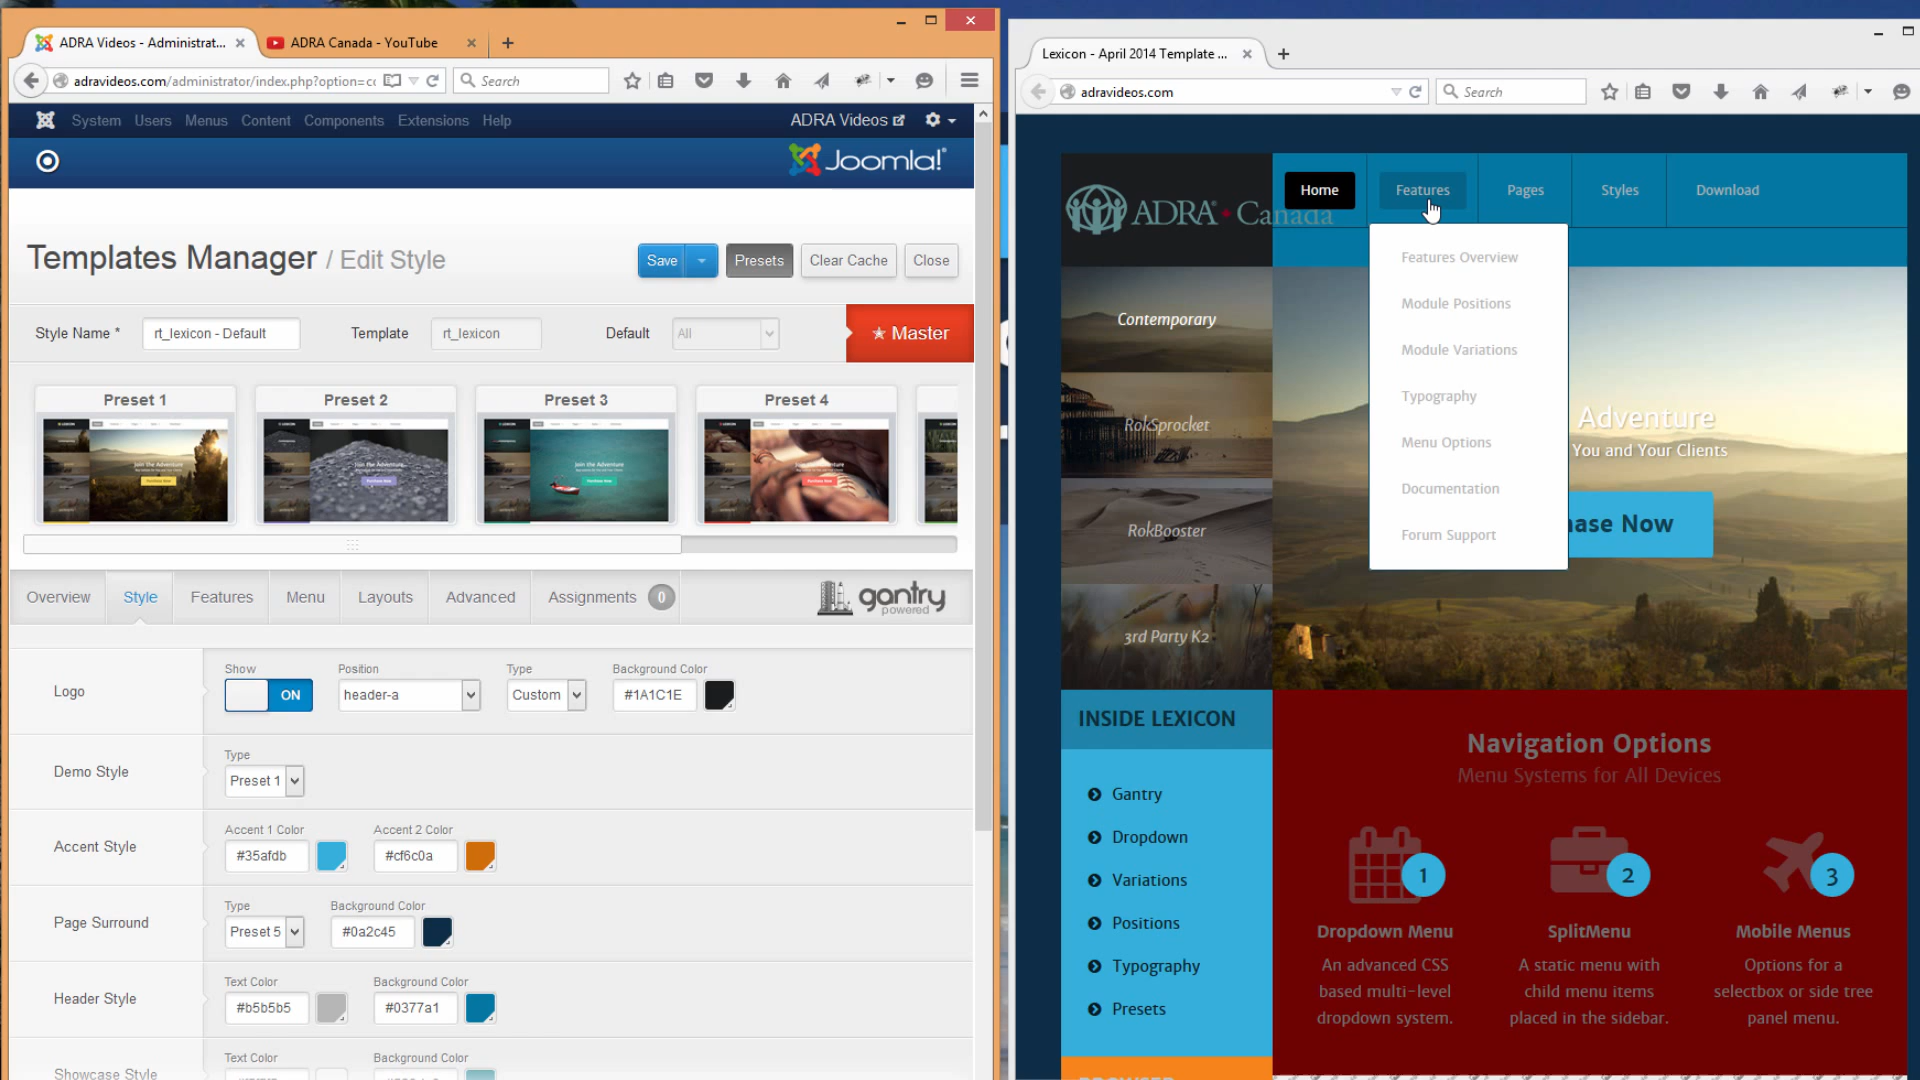 ADRA Videos - Administrat...
ADRA Canada - YouTube
adravideos.com/administrator/index.php?option=cc
Search
System Users Menus Content Components Extensions Help
ADRA Videos
Joomla!
Templates Manager / Edit Style
Save
Presets
Clear Cache
Close
Style Name * rt_lexicon - Default
Template rt_lexicon
Default All
Master
Preset 1
Preset 2
Preset 3
Preset 4
Overview Style Features Menu Layouts Advanced Assignments 0
gantry
powered
Logo
Show
ON
Position
header-a
Type
Custom
Background Color
#1A1C1E
Demo Style
Type
Preset 1
Accent Style
Accent 1 Color
#35afdb
Accent 2 Color
#cf6c0a
Page Surround
Type
Preset 5
Background Color
#0a2c45
Header Style
Text Color
#b5b5b5
Background Color
#0377a1
Showcase Style
Text Color
Background Color
Lexicon - April 2014 Template ...
adravideos.com
Search
ADRA Canada
Home
Features
Pages
Styles
Download
Features Overview
Module Positions
Module Variations
Typography
Menu Options
Documentation
Forum Support
Contemporary
RokSprocket
RokBooster
3rd Party K2
Adventure
You and Your Clients
hase Now
INSIDE LEXICON
Gantry
Dropdown
Variations
Positions
Typography
Presets
Navigation Options
Menu Systems for All Devices
1
Dropdown Menu
An advanced CSS
based multi-level
dropdown system.
2
SplitMenu
A static menu with
child menu items
placed in the sidebar.
3
Mobile Menus
Options for a
selectbox or side tree
panel menu.